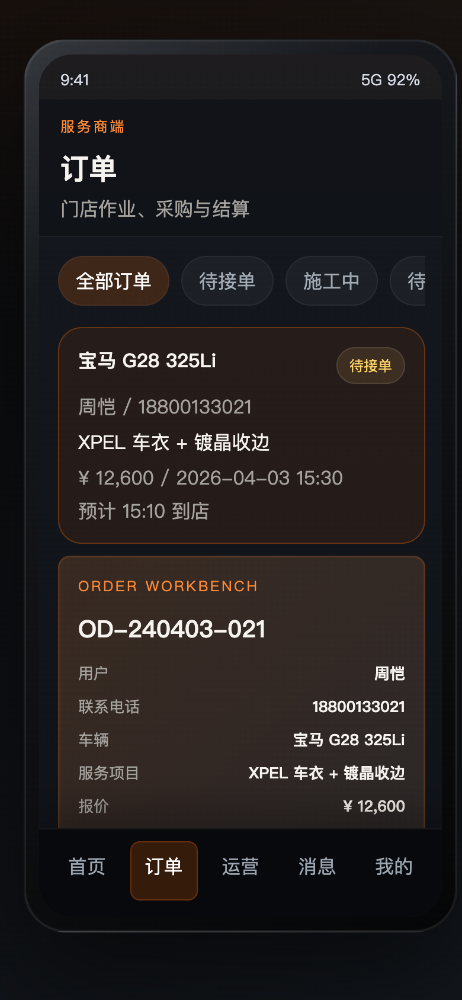 9:41 5G 92%
服务商端
订单
门店作业、采购与结算
全部订单 待接单 施工中 待
宝马 G28 325Li 待接单
周恺 / 18800133021
XPEL 车衣 + 镀晶收边
¥ 12,600 / 2026-04-03 15:30
预计 15:10 到店
ORDER WORKBENCH
OD-240403-021
用户 周恺
联系电话 18800133021
车辆 宝马 G28 325Li
服务项目 XPEL 车衣 + 镀晶收边
报价 ¥ 12,600
首页 订单 运营 消息 我的